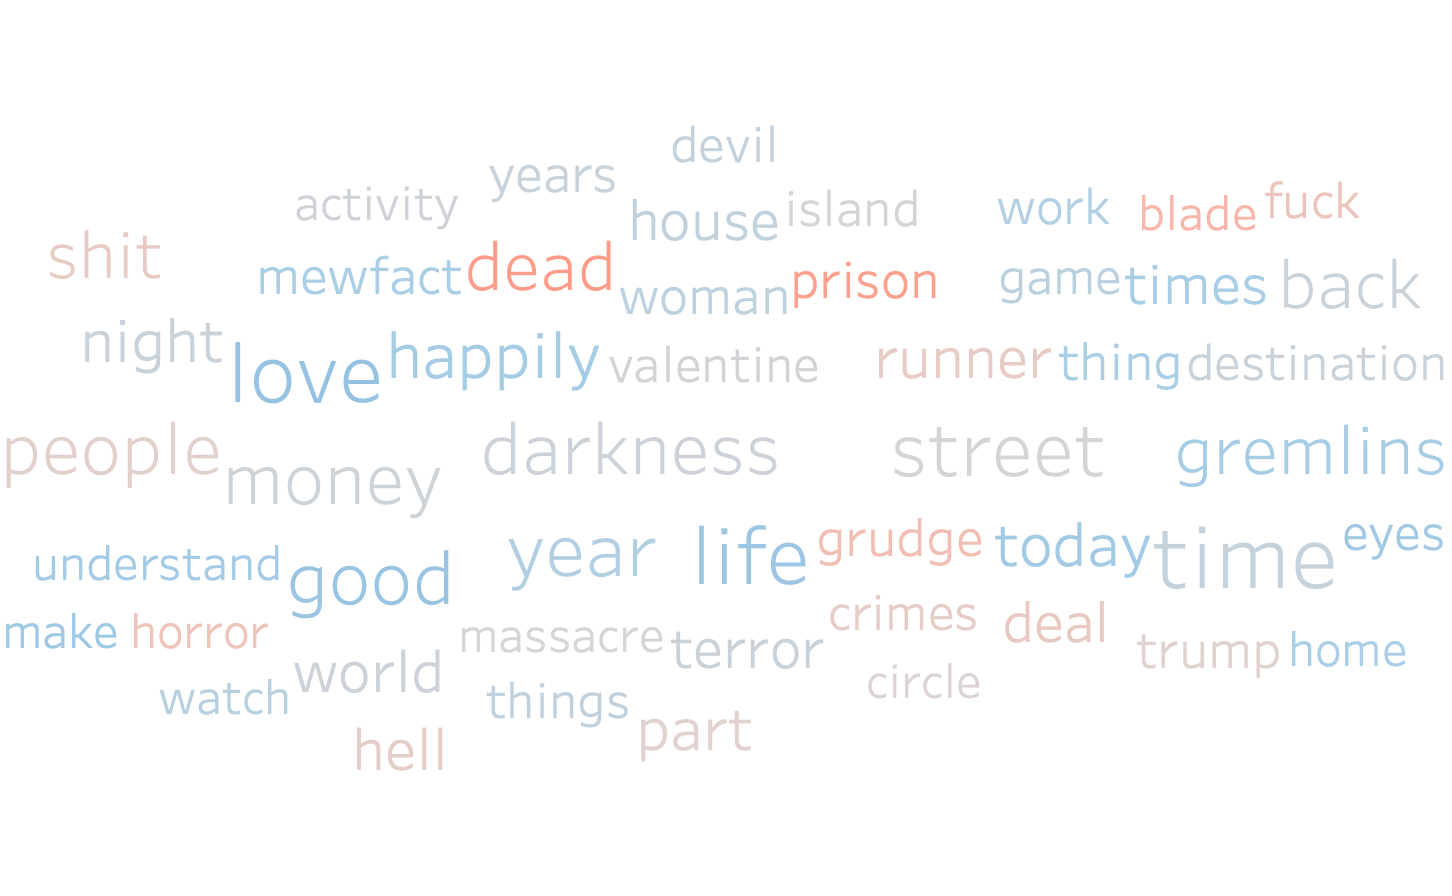 devil
years
activity
house
island
work
blade
fuck
shit
mewfact
dead
woman
prison
game
times
back
night
love
happily
valentine
runner
thing
destination
people
money
darkness
street
gremlins
understand
good
year
life
grudge
today
time
eyes
make
horror
world
massacre
terror
crimes
deal
trump
home
watch
things
circle
hell
part